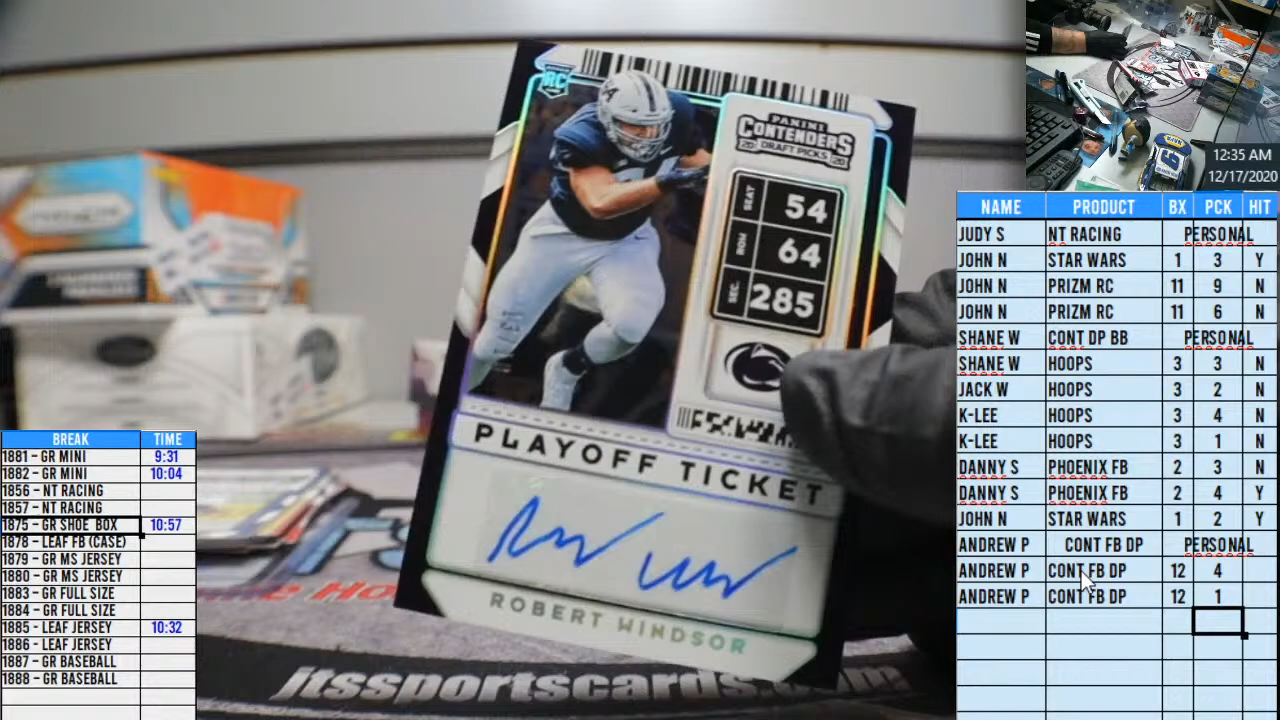 RC
PANINI
CONTENDERS
20 DRAFT PICKS 20
SEAT 54
ROW 64
SEC. 285
PLAYOFF TICKET
ROBERT WINDSOR
jtssportscards.com
12:35 AM
12/17/2020
NAME PRODUCT BX PCK HIT
JUDY S NT RACING PERSONAL
JOHN N STAR WARS 1 3 Y
JOHN N PRIZM RC 11 9 N
JOHN N PRIZM RC 11 6 N
SHANE W CONT DP BB PERSONAL
SHANE W HOOPS 3 3 N
JACK W HOOPS 3 2 N
K-LEE HOOPS 3 4 N
K-LEE HOOPS 3 1 N
DANNY S PHOENIX FB 2 3 N
DANNY S PHOENIX FB 2 4 Y
JOHN N STAR WARS 1 2 Y
ANDREW P CONT FB DP PERSONAL
ANDREW P CONT FB DP 12 4
ANDREW P CONT FB DP 12 1
BREAK TIME
1881 - GR MINI 9:31
1882 - GR MINI 10:04
1856 - NT RACING
1857 - NT RACING
1875 - GR SHOE BOX 10:57
1878 - LEAF FB (CASE)
1879 - GR MS JERSEY
1880 - GR MS JERSEY
1883 - GR FULL SIZE
1884 - GR FULL SIZE
1885 - LEAF JERSEY 10:32
1886 - LEAF JERSEY
1887 - GR BASEBALL
1888 - GR BASEBALL